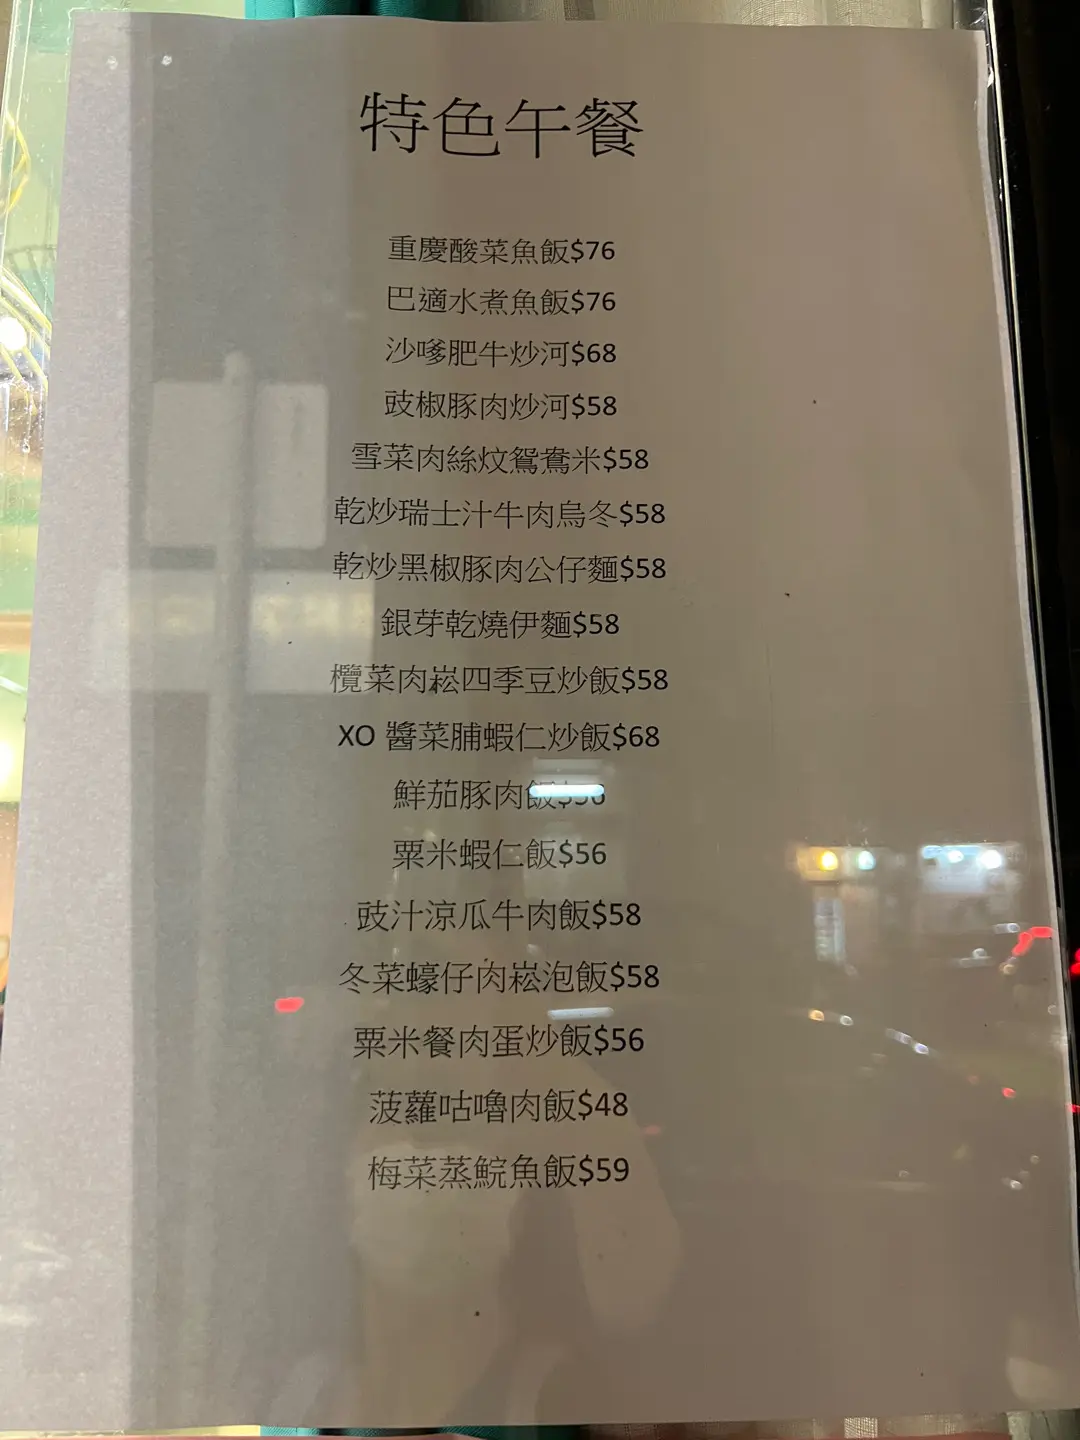 特色午餐
重慶酸菜魚飯$76
巴適水煮魚飯$76
沙嗲肥牛炒河$68
豉椒豚肉炒河$58
雪菜肉絲炆鴛鴦米$58
乾炒瑞士汁牛肉烏冬$58
乾炒黑椒豚肉公仔麵$58
銀芽乾燒伊麵$58
欖菜肉崧四季豆炒飯$58
XO 醬菜脯蝦仁炒飯$68
鮮茄豚肉飯$56
粟米蝦仁飯$56
豉汁涼瓜牛肉飯$58
冬菜蠔仔肉崧泡飯$58
粟米餐肉蛋炒飯$56
菠蘿咕嚕肉飯$48
梅菜蒸鯇魚飯$59